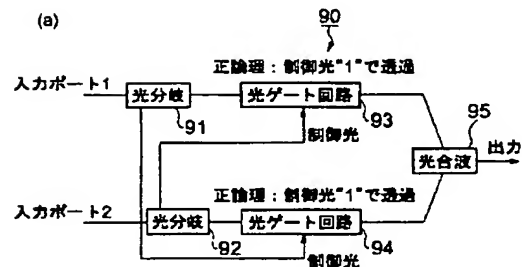 (a)
90
正論理：制御光"1"で透過
入力ポート1
光分岐
光ゲート回路
91
93
制御光
95
光合波
出力
正論理：制御光"1"で透過
入力ポート2
光分岐
光ゲート回路
92
94
制御光